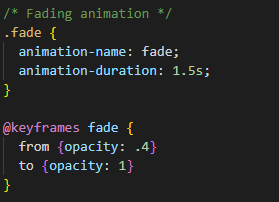 /* Fading animation */
.fade {
  animation-name: fade;
  animation-duration: 1.5s;
}

@keyframes fade {
  from {opacity: .4}
  to {opacity: 1}
}